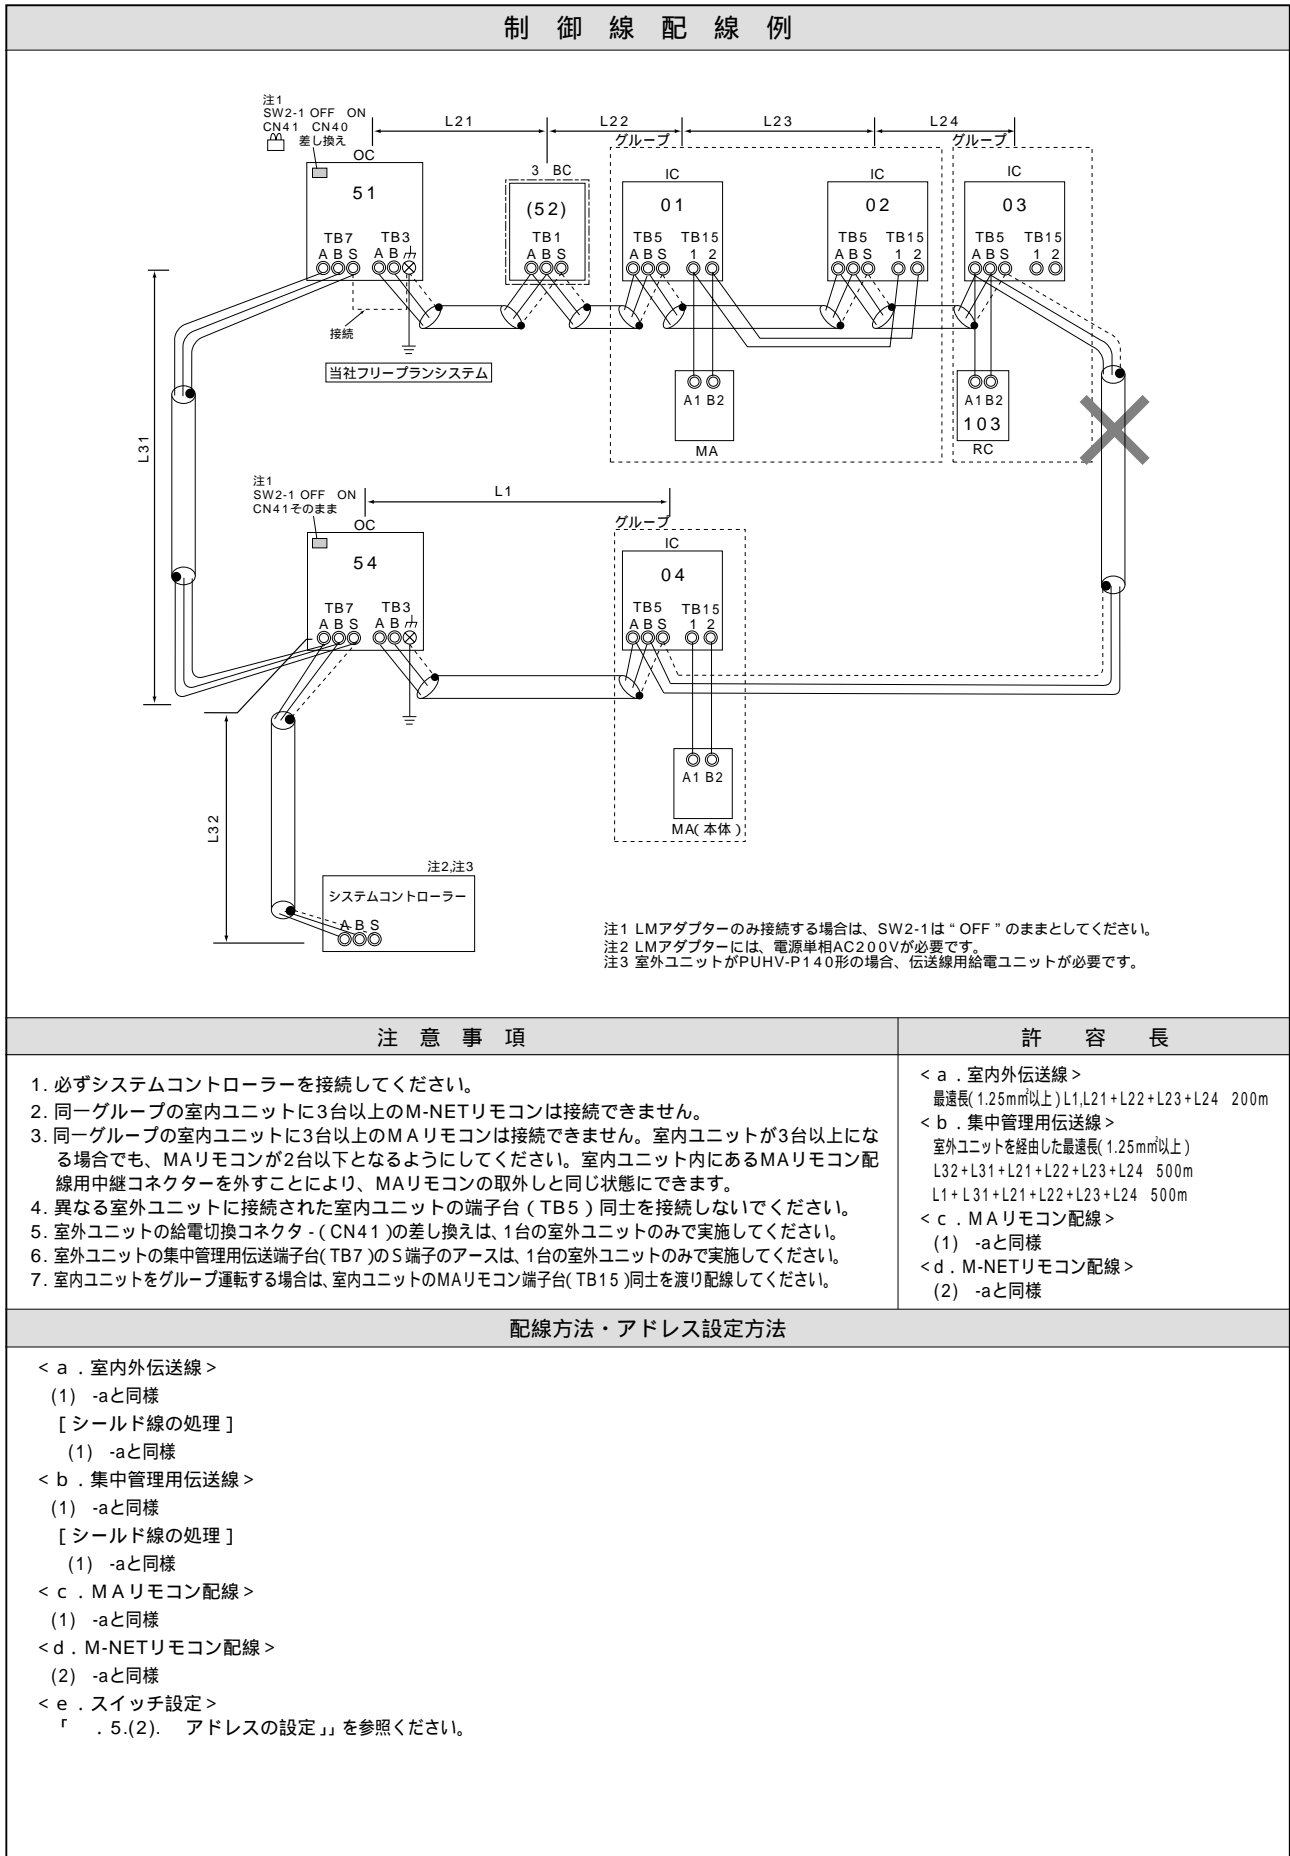 制御線配線例
注1
SW2-1 OFF ON
CN41 CN40
差し換え
L21
L22
L23
L24
グループ
グループ
OC
51
TB7
A B S
TB3
A B
3 BC
(52)
TB1
A B S
IC
01
TB5
A B S
TB15
1 2
IC
02
TB5
A B S
TB15
1 2
IC
03
TB5
A B S
TB15
1 2
接続
当社フリープランシステム
A1 B2
MA
A1 B2
103
RC
L31
注1
SW2-1 OFF ON
CN41そのまま
L1
グループ
OC
54
TB7
A B S
TB3
A B
IC
04
TB5
A B S
TB15
1 2
A1 B2
MA(本体)
L32
注2,注3
システムコントローラー
A B S
注1 LMアダプターのみ接続する場合は、SW2-1は“OFF”のままとしてください。
注2 LMアダプターには、電源単相AC200Vが必要です。
注3 室外ユニットがPUHV-P140形の場合、伝送線用給電ユニットが必要です。
注意事項
1. 必ずシステムコントローラーを接続してください。
2. 同一グループの室内ユニットに3台以上のM-NETリモコンは接続できません。
3. 同一グループの室内ユニットに3台以上のMAリモコンは接続できません。室内ユニットが3台以上にな
る場合でも、MAリモコンが2台以下となるようにしてください。室内ユニット内にあるMAリモコン配
線用中継コネクターを外すことにより、MAリモコンの取外しと同じ状態にできます。
4. 異なる室外ユニットに接続された室内ユニットの端子台(TB5)同士を接続しないでください。
5. 室外ユニットの給電切換コネクタ-(CN41)の差し換えは、1台の室外ユニットのみで実施してください。
6. 室外ユニットの集中管理用伝送端子台(TB7)のS端子のアースは、1台の室外ユニットのみで実施してください。
7. 室内ユニットをグループ運転する場合は、室内ユニットのMAリモコン端子台(TB15)同士を渡り配線してください。
許容長
<a.室内外伝送線>
最遠長(1.25mm²以上)L1,L21+L22+L23+L24 200m
<b.集中管理用伝送線>
室外ユニットを経由した最遠長(1.25mm²以上)
L32+L31+L21+L22+L23+L24 500m
L1+L31+L21+L22+L23+L24 500m
<c.MAリモコン配線>
(1) -aと同様
<d.M-NETリモコン配線>
(2) -aと同様
配線方法・アドレス設定方法
<a.室内外伝送線>
(1) -aと同様
[シールド線の処理]
(1) -aと同様
<b.集中管理用伝送線>
(1) -aと同様
[シールド線の処理]
(1) -aと同様
<c.MAリモコン配線>
(1) -aと同様
<d.M-NETリモコン配線>
(2) -aと同様
<e.スイッチ設定>
「 .5.(2). アドレスの設定」」を参照ください。